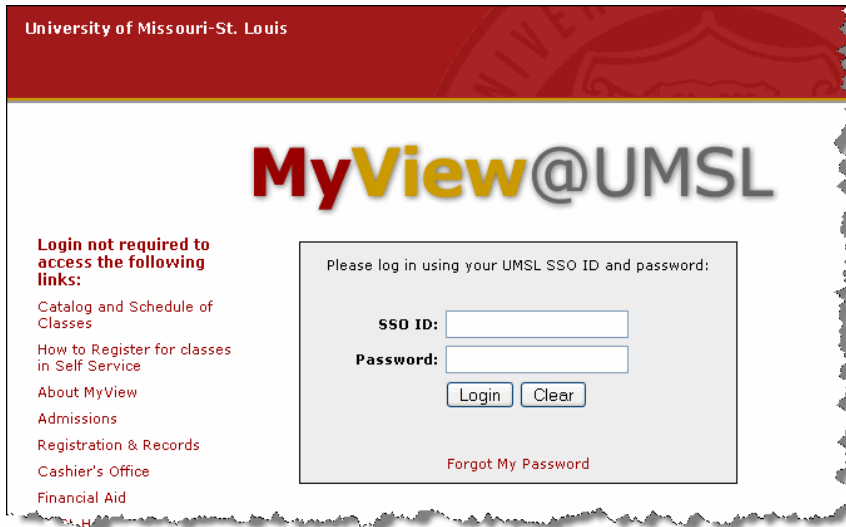 University of Missouri-St. Louis
MyView@UMSL
Login not required to
access the following
links:
Catalog and Schedule of
Classes
How to Register for classes
in Self Service
About MyView
Admissions
Registration & Records
Cashier's Office
Financial Aid
Please log in using your UMSL SSO ID and password:
SSO ID:
Password:
Login Clear
Forgot My Password